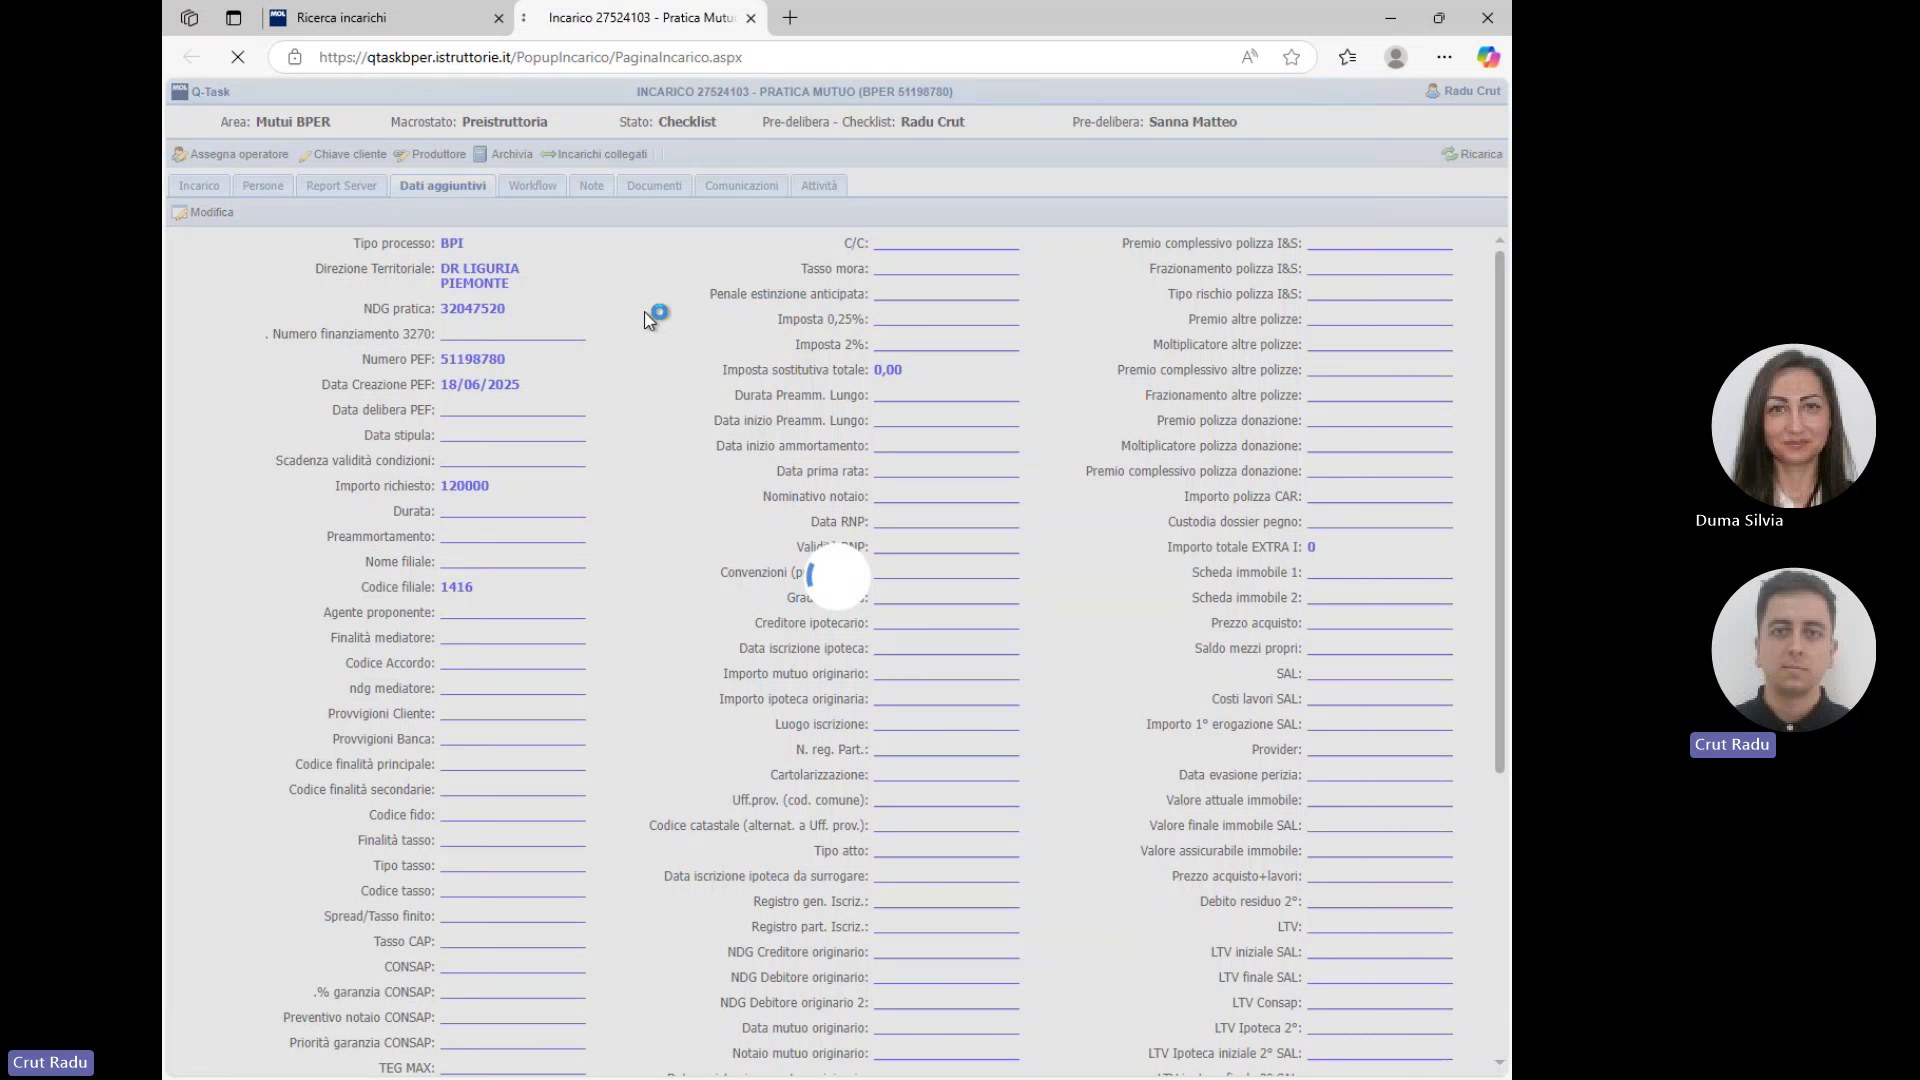 Ricerca incarichi
Incarico 27524103 - Pratica Mutu
https://qtaskbper.istruttorie.it/PopupIncarico/PaginaIncarico.aspx
MOL Q-Task
INCARICO 27524103 - PRATICA MUTUO (BPER 51198780)
Radu Crut
Area: Mutui BPER
Macrostato: Preistruttoria
Stato: Checklist
Pre-delibera - Checklist: Radu Crut
Pre-delibera: Sanna Matteo
Assegna operatore
Chiave cliente
Produttore
Archivia
Incarichi collegati
Ricarica
Incarico
Persone
Report Server
Dati aggiuntivi
Workflow
Note
Documenti
Comunicazioni
Attività
Modifica
Tipo processo: BPI
Direzione Territoriale: DR LIGURIA
PIEMONTE
NDG pratica: 32047520
. Numero finanziamento 3270:
Numero PEF: 51198780
Data Creazione PEF: 18/06/2025
Data delibera PEF:
Data stipula:
Scadenza validità condizioni:
Importo richiesto: 120000
Durata:
Preammortamento:
Nome filiale:
Codice filiale: 1416
Agente proponente:
Finalità mediatore:
Codice Accordo:
ndg mediatore:
Provvigioni Cliente:
Provvigioni Banca:
Codice finalità principale:
Codice finalità secondarie:
Codice fido:
Finalità tasso:
Tipo tasso:
Codice tasso:
Spread/Tasso finito:
Tasso CAP:
CONSAP:
.% garanzia CONSAP:
Preventivo notaio CONSAP:
Priorità garanzia CONSAP:
TEG MAX:
C/C:
Tasso mora:
Penale estinzione anticipata:
Imposta 0,25%:
Imposta 2%:
Imposta sostitutiva totale: 0,00
Durata Preamm. Lungo:
Data inizio Preamm. Lungo:
Data inizio ammortamento:
Data prima rata:
Nominativo notaio:
Data RNP:
Convenzioni
Creditore ipotecario:
Data iscrizione ipoteca:
Importo mutuo originario:
Importo ipoteca originaria:
Luogo iscrizione:
N. reg. Part.:
Cartolarizzazione:
Uff.prov. (cod. comune):
Codice catastale (alternat. a Uff. prov.):
Tipo atto:
Data iscrizione ipoteca da surrogare:
Registro gen. Iscriz.:
Registro part. Iscriz.:
NDG Creditore originario:
NDG Debitore originario:
NDG Debitore originario 2:
Data mutuo originario:
Notaio mutuo originario:
Premio complessivo polizza I&S:
Frazionamento polizza I&S:
Tipo rischio polizza I&S:
Premio altre polizze:
Moltiplicatore altre polizze:
Premio complessivo altre polizze:
Frazionamento altre polizze:
Premio polizza donazione:
Moltiplicatore polizza donazione:
Premio complessivo polizza donazione:
Importo polizza CAR:
Custodia dossier pegno:
Importo totale EXTRA I: 0
Scheda immobile 1:
Scheda immobile 2:
Prezzo acquisto:
Saldo mezzi propri:
SAL:
Costi lavori SAL:
Importo 1° erogazione SAL:
Provider:
Data evasione perizia:
Valore attuale immobile:
Valore finale immobile SAL:
Valore assicurabile immobile:
Prezzo acquisto+lavori:
Debito residuo 2°:
LTV:
LTV iniziale SAL:
LTV finale SAL:
LTV Consap:
LTV Ipoteca 2°:
LTV Ipoteca iniziale 2° SAL:
Duma Silvia
Crut Radu
Crut Radu